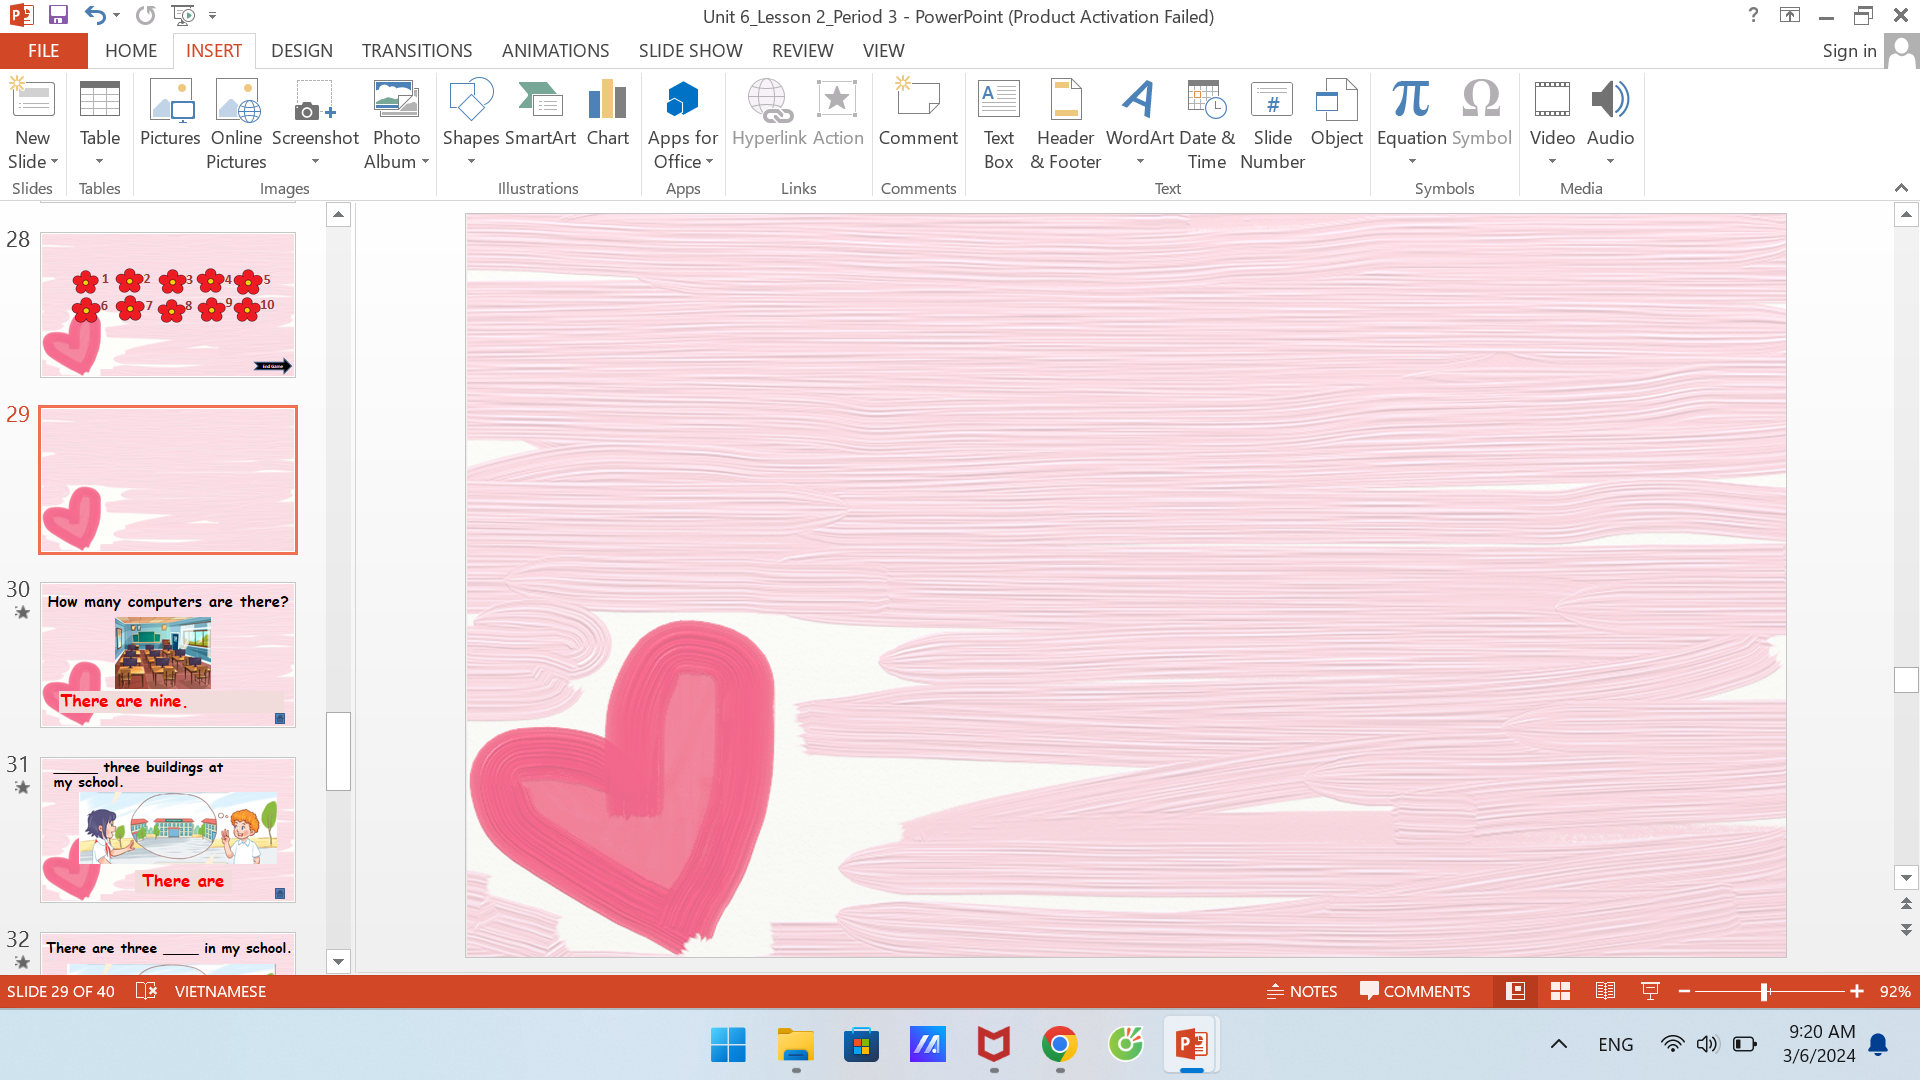 Unit 6_Lesson 2_Period 3 - PowerPoint (Product Activation Failed)
FILE HOME INSERT DESIGN TRANSITIONS ANIMATIONS SLIDE SHOW REVIEW VIEW Sign in
New Slide
Table
Pictures
Online Pictures
Screenshot
Photo Album
Shapes
SmartArt
Chart
Apps for Office
Hyperlink
Action
Comment
Text Box
Header & Footer
WordArt
Date & Time
Slide Number
Object
Equation
Symbol
Video
Audio
Slides Tables Images Illustrations Apps Links Comments Text Symbols Media
28
1 2 3 4 5
6 7 8 9 10
End Game
29
30
How many computers are there?
There are nine.
31
_____ three buildings at
my school.
There are
32
There are three ____ in my school.
SLIDE 29 OF 40 VIETNAMESE NOTES COMMENTS 92%
ENG
9:20 AM
3/6/2024